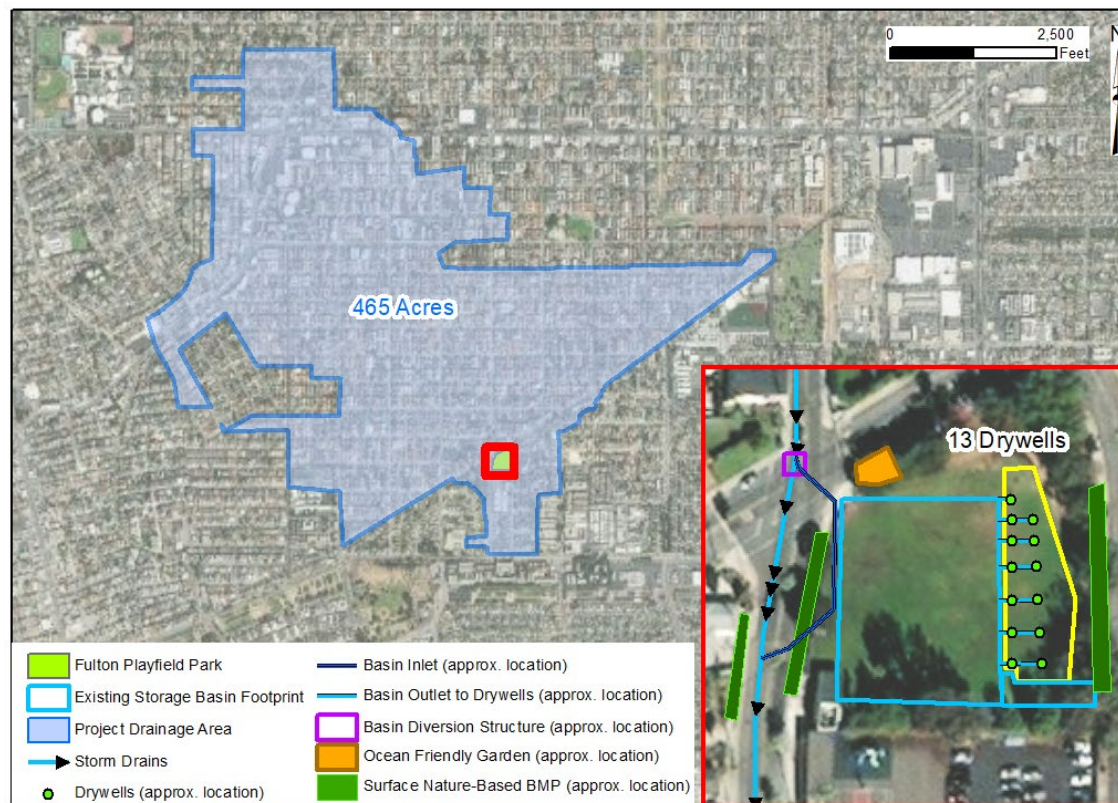 0 2,500
Feet
N
465 Acres
13 Drywells
Fulton Playfield Park
Existing Storage Basin Footprint
Project Drainage Area
Storm Drains
Drywells (approx. location)
Basin Inlet (approx. location)
Basin Outlet to Drywells (approx. location)
Basin Diversion Structure (approx. location)
Ocean Friendly Garden (approx. location)
Surface Nature-Based BMP (approx. location)